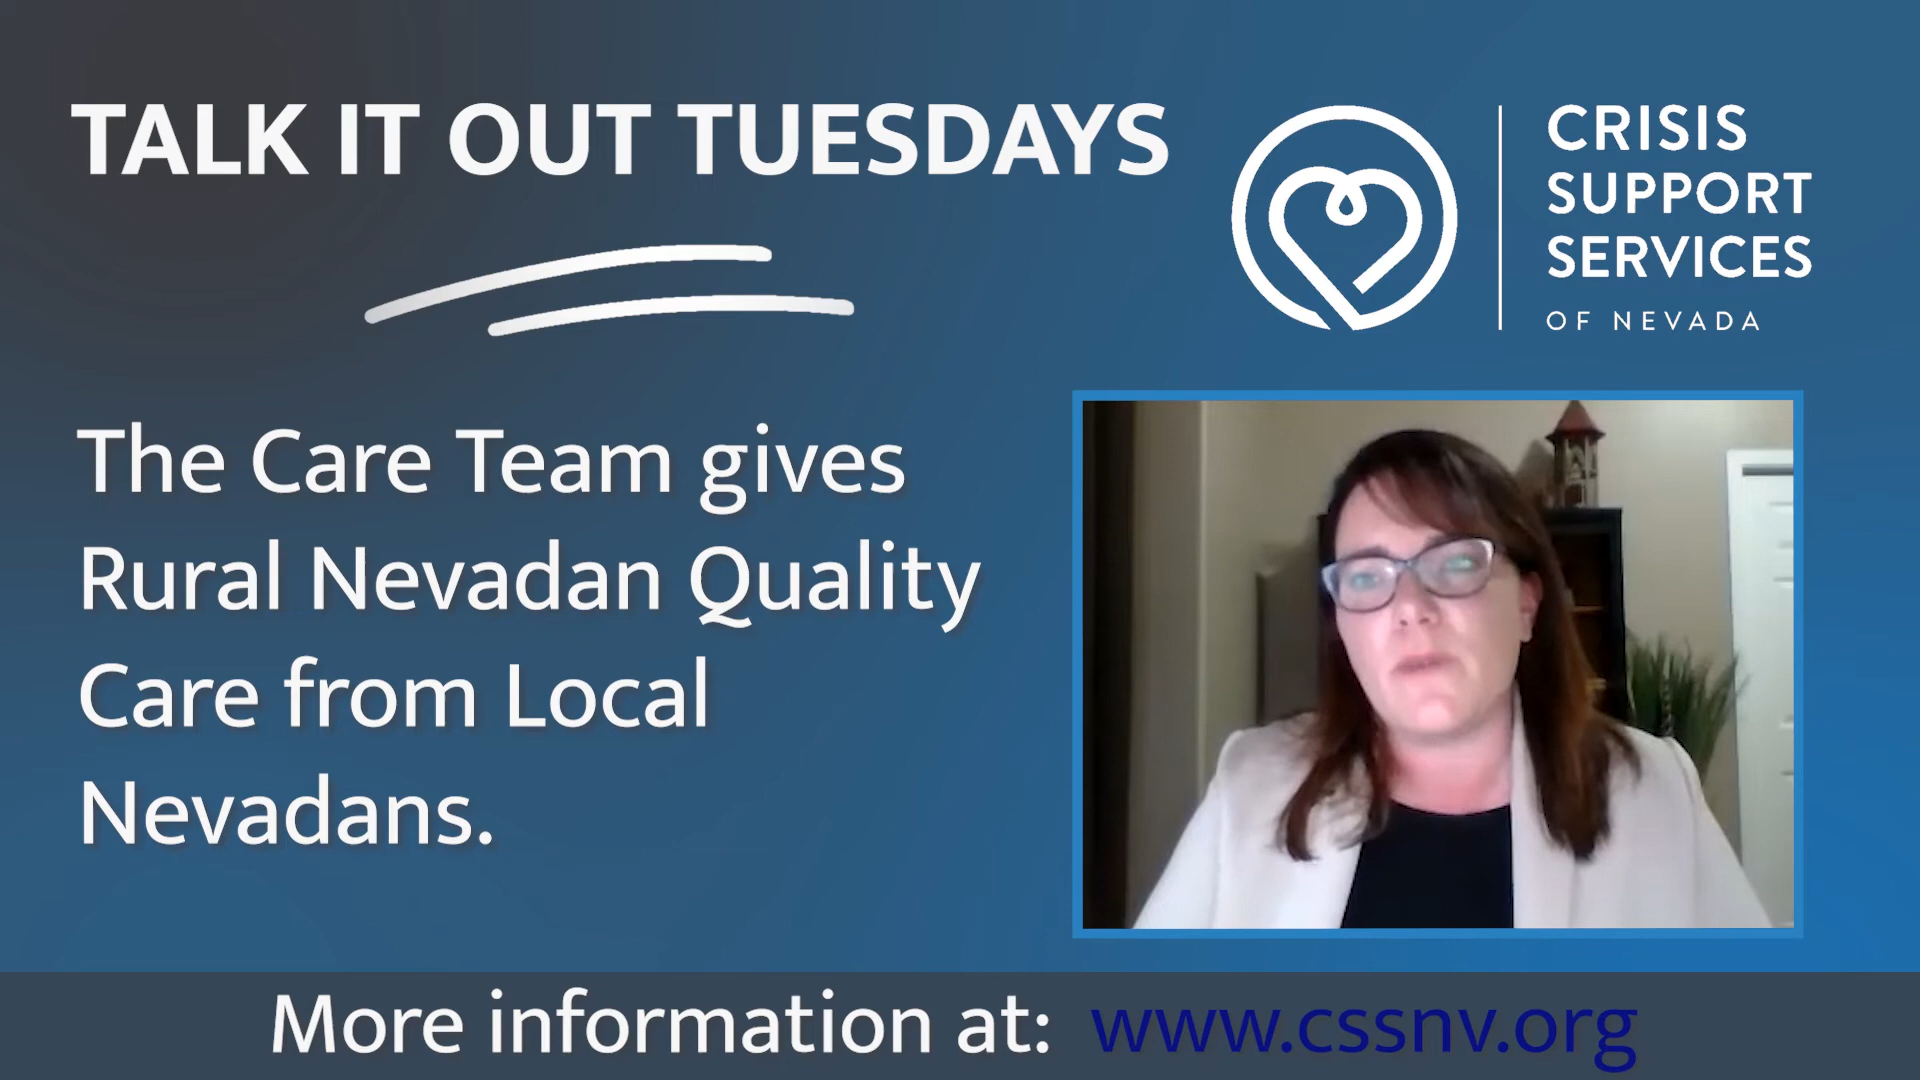 TALK IT OUT TUESDAYS
CRISIS
SUPPORT
SERVICES
OF NEVADA
The Care Team gives
Rural Nevadan Quality
Care from Local
Nevadans.
More information at: www.cssnv.org